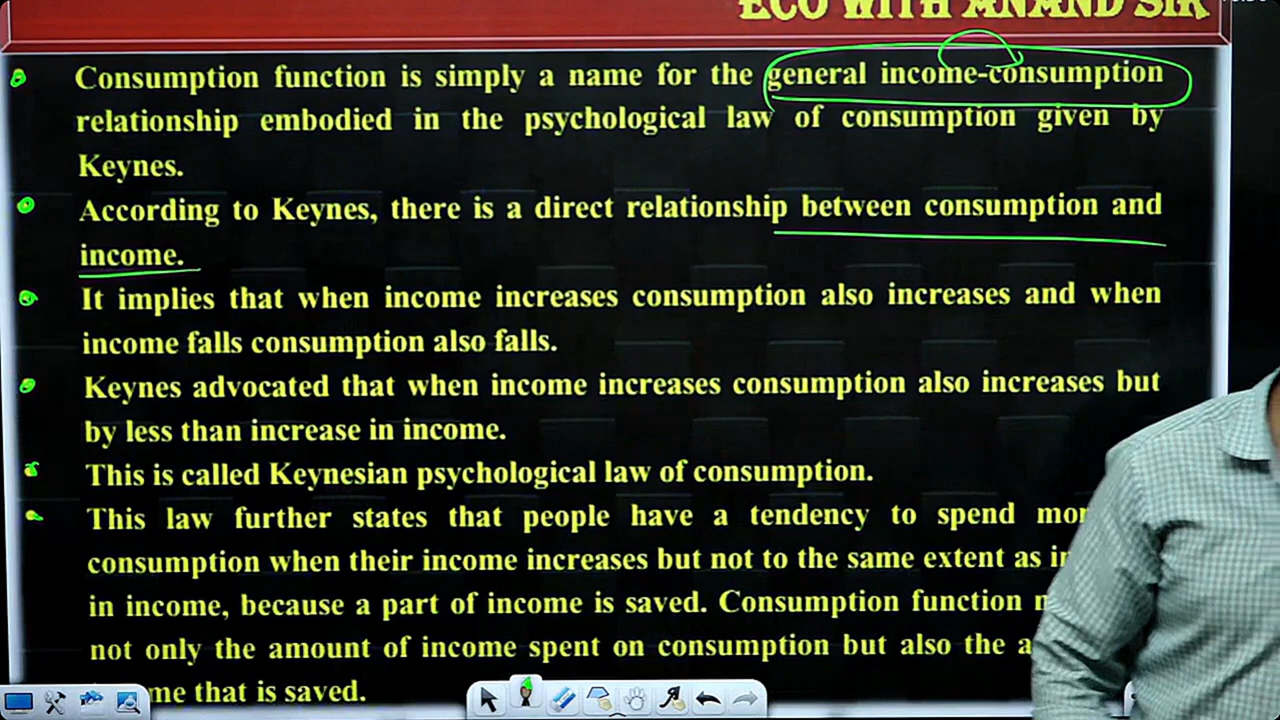 ECO WITH ANAND SIR
Consumption function is simply a name for the general income-consumption
relationship embodied in the psychological law of consumption given by
Keynes.
According to Keynes, there is a direct relationship between consumption and
income.
It implies that when income increases consumption also increases and when
income falls consumption also falls.
Keynes advocated that when income increases consumption also increases but
by less than increase in income.
This is called Keynesian psychological law of consumption.
This law further states that people have a tendency to spend
consumption when their income increases but not to the same extent as
in income, because a part of income is saved. Consumption function
not only the amount of income spent on consumption but also the
that is saved.